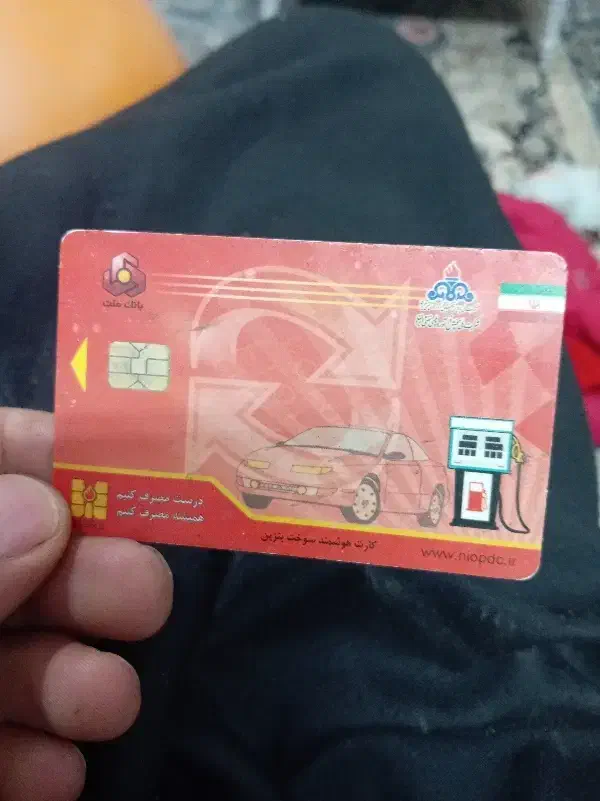 بانک ملت
درست مصرف کنیم
همیشه مصرف کنیم
کارت هوشمند سوخت بنزین
www.niopdc.ir